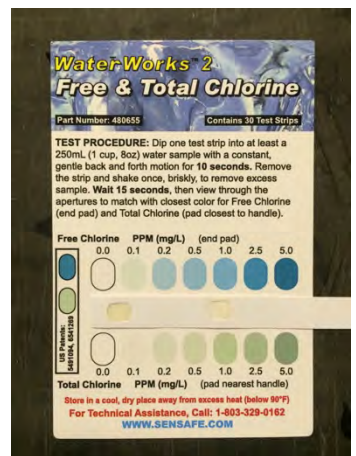 WaterWorks™ 2
Free & Total Chlorine
Part Number: 480655 Contains 30 Test Strips
TEST PROCEDURE: Dip one test strip into at least a
250mL (1 cup, 8oz) water sample with a constant,
gentle back and forth motion for 10 seconds. Remove
the strip and shake once, briskly, to remove excess
sample. Wait 15 seconds, then view through the
apertures to match with closest color for Free Chlorine
(end pad) and Total Chlorine (pad closest to handle).
Free Chlorine PPM (mg/L) (end pad)
0.0 0.1 0.2 0.5 1.0 2.5 5.0
US Patents:
5491094, 6541269
0.0 0.1 0.2 0.5 1.0 2.5 5.0
Total Chlorine PPM (mg/L) (pad nearest handle)
Store in a cool, dry place away from excess heat (below 90°F)
For Technical Assistance, Call: 1-803-329-0162
WWW.SENSAFE.COM